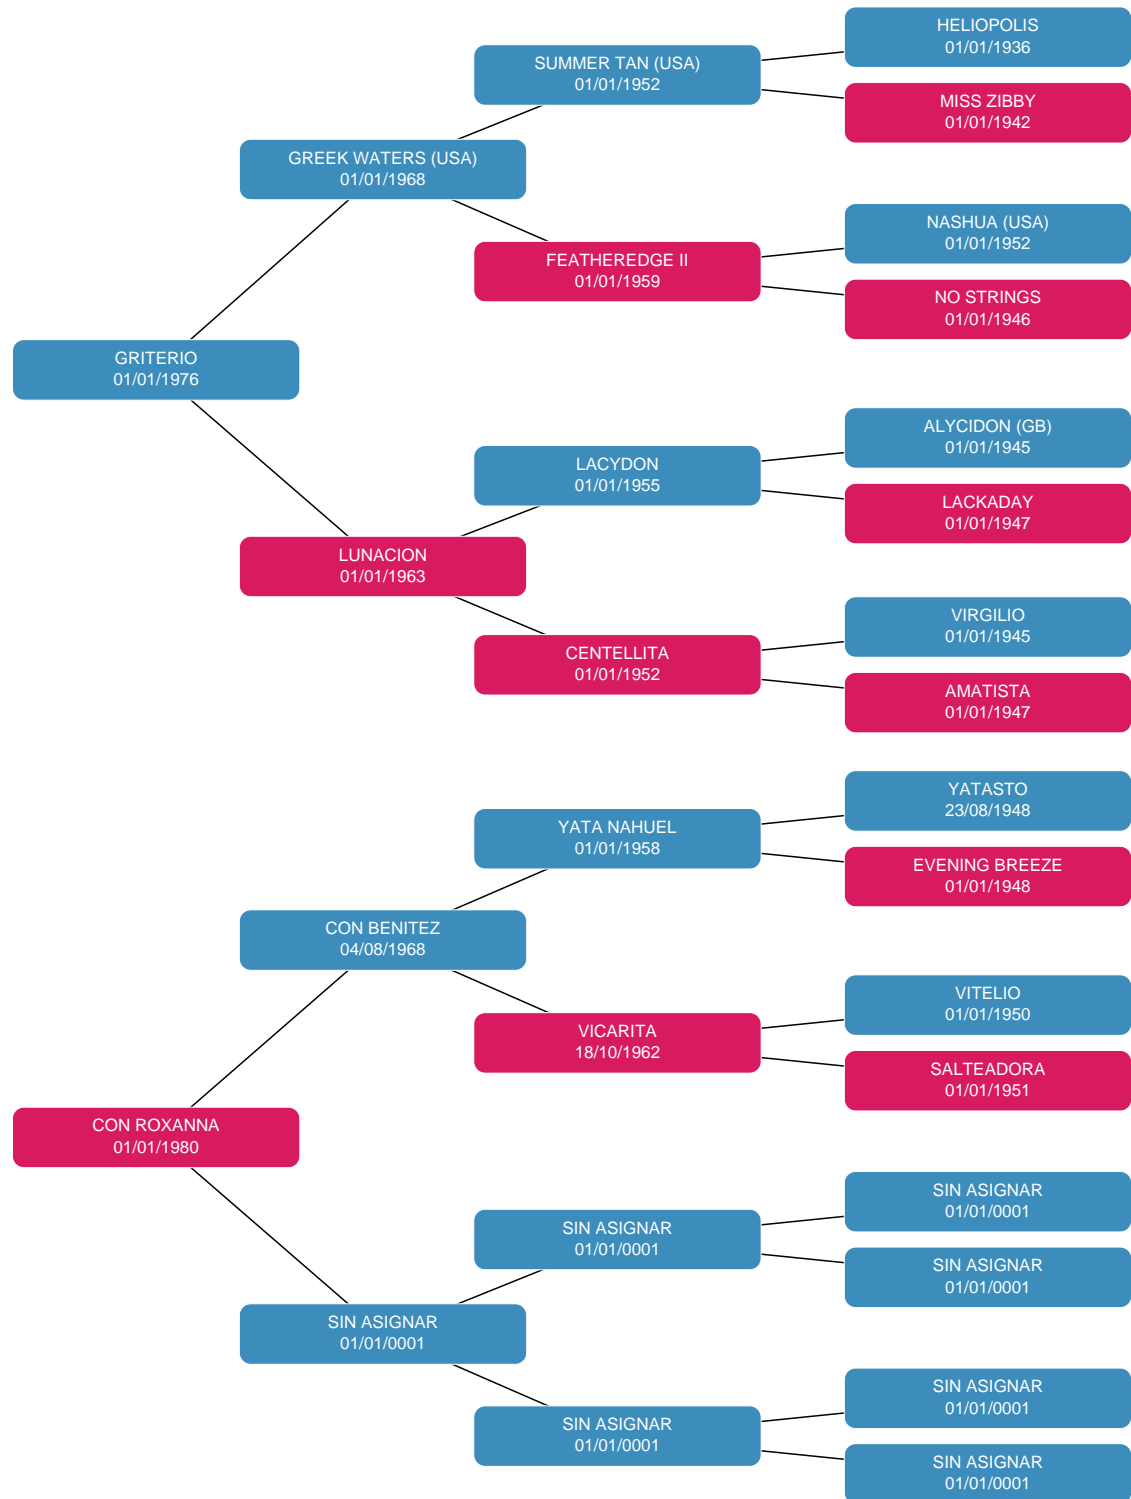 HELIOPOLIS
01/01/1936
SUMMER TAN (USA)
01/01/1952
MISS ZIBBY
01/01/1942
GREEK WATERS (USA)
01/01/1968
NASHUA (USA)
01/01/1952
FEATHEREDGE II
01/01/1959
NO STRINGS
01/01/1946
GRITERIO
01/01/1976
ALYCIDON (GB)
01/01/1945
LACYDON
01/01/1955
LACKADAY
01/01/1947
LUNACION
01/01/1963
VIRGILIO
01/01/1945
CENTELLITA
01/01/1952
AMATISTA
01/01/1947
YATASTO
23/08/1948
YATA NAHUEL
01/01/1958
EVENING BREEZE
01/01/1948
CON BENITEZ
04/08/1968
VITELIO
01/01/1950
VICARITA
18/10/1962
SALTEADORA
01/01/1951
CON ROXANNA
01/01/1980
SIN ASIGNAR
01/01/0001
SIN ASIGNAR
01/01/0001
SIN ASIGNAR
01/01/0001
SIN ASIGNAR
01/01/0001
SIN ASIGNAR
01/01/0001
SIN ASIGNAR
01/01/0001
SIN ASIGNAR
01/01/0001